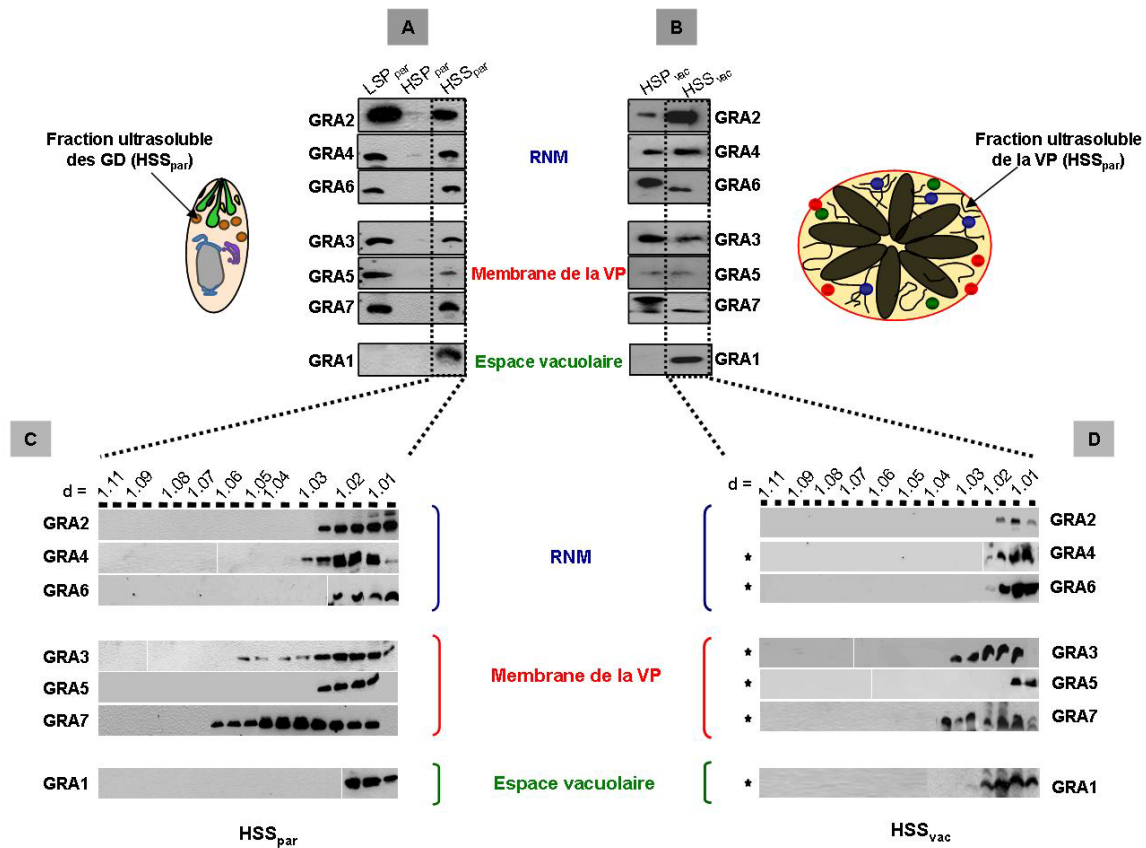 A
B
LSP par
HSP par
HSS par
HSP vac
HSS vac
Fraction ultrasoluble
des GD (HSSpar)
Fraction ultrasoluble
de la VP (HSSpar)
GRA2
GRA4
GRA6
RNM
GRA2
GRA4
GRA6
GRA3
GRA5
GRA7
Membrane de la VP
GRA3
GRA5
GRA7
GRA1
Espace vacuolaire
GRA1
C
D
d = 1.11 1.09 1.08 1.07 1.06 1.05 1.04 1.03 1.02 1.01
d = 1.11 1.09 1.08 1.07 1.06 1.05 1.04 1.03 1.02 1.01
GRA2
GRA4
GRA6
RNM
GRA2
* GRA4
* GRA6
GRA3
GRA5
GRA7
Membrane de la VP
* GRA3
* GRA5
* GRA7
GRA1
Espace vacuolaire
* GRA1
HSSpar
HSSvac